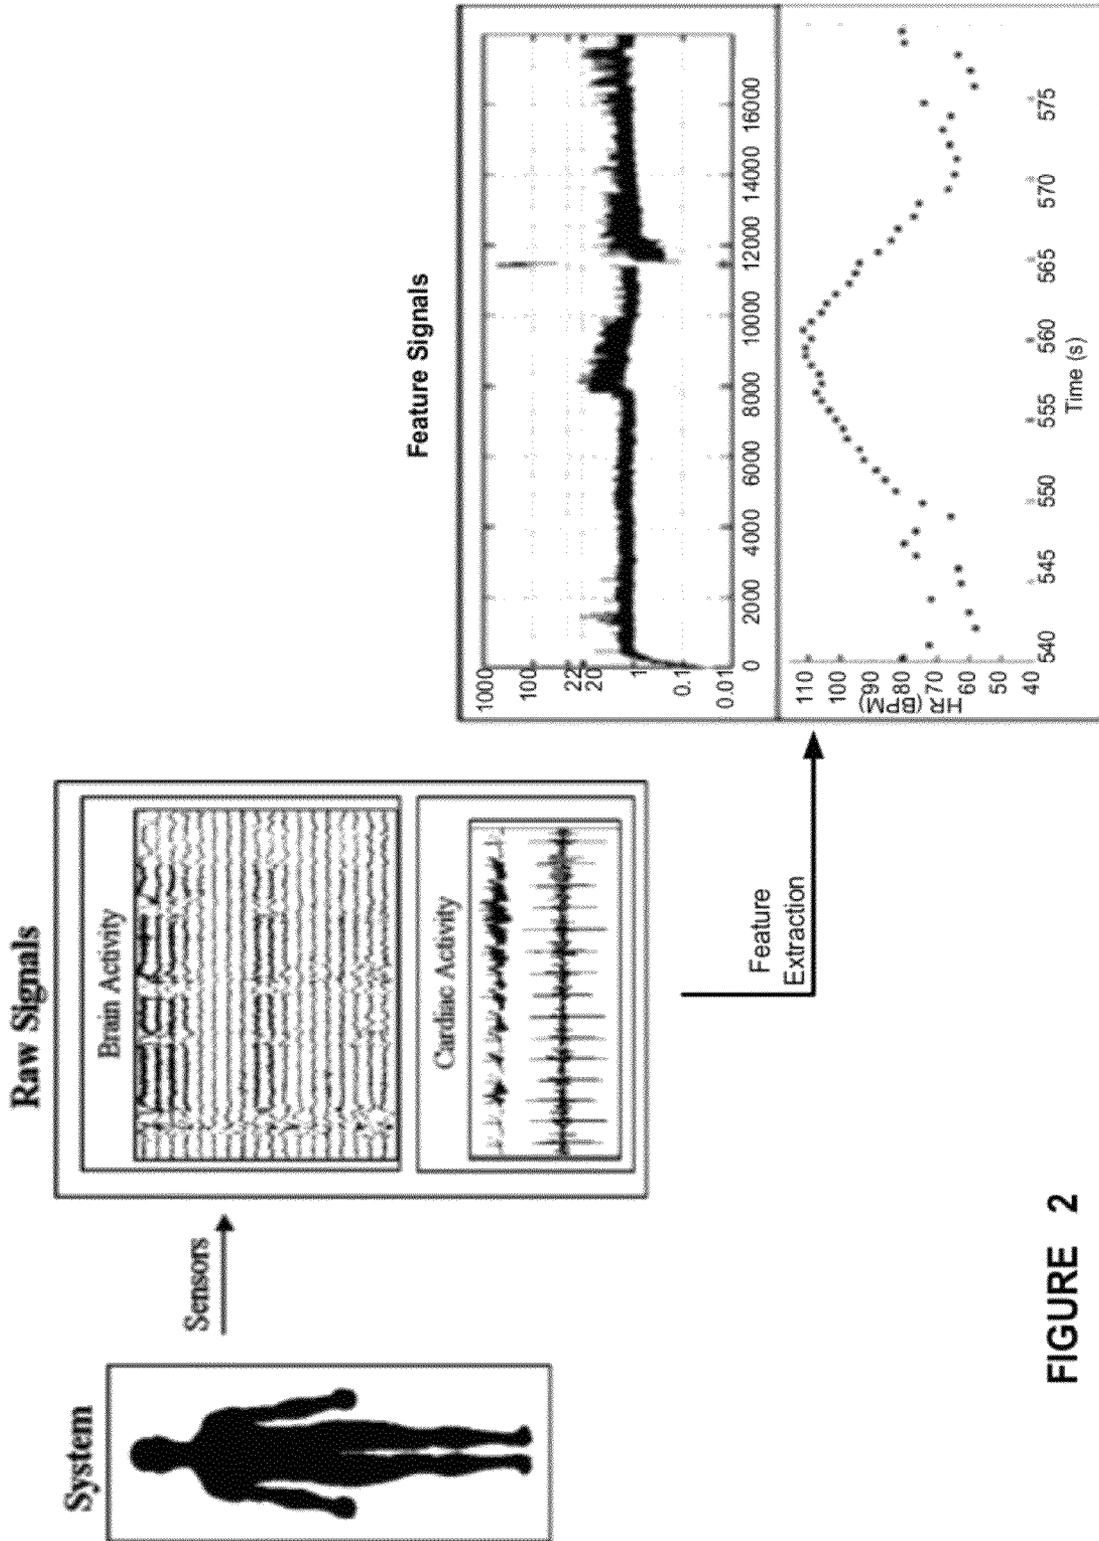 System
Sensors
Raw Signals
Brain Activity
Cardiac Activity
Feature
Extraction
Feature Signals
1000
100
22
20
1
0.1
0.01
0 2000 4000 6000 8000 10000 12000 14000 16000
HR (BPM)
110
100
90
80
70
60
50
40
540 545 550 555 560 565 570 575
Time (s)
FIGURE 2